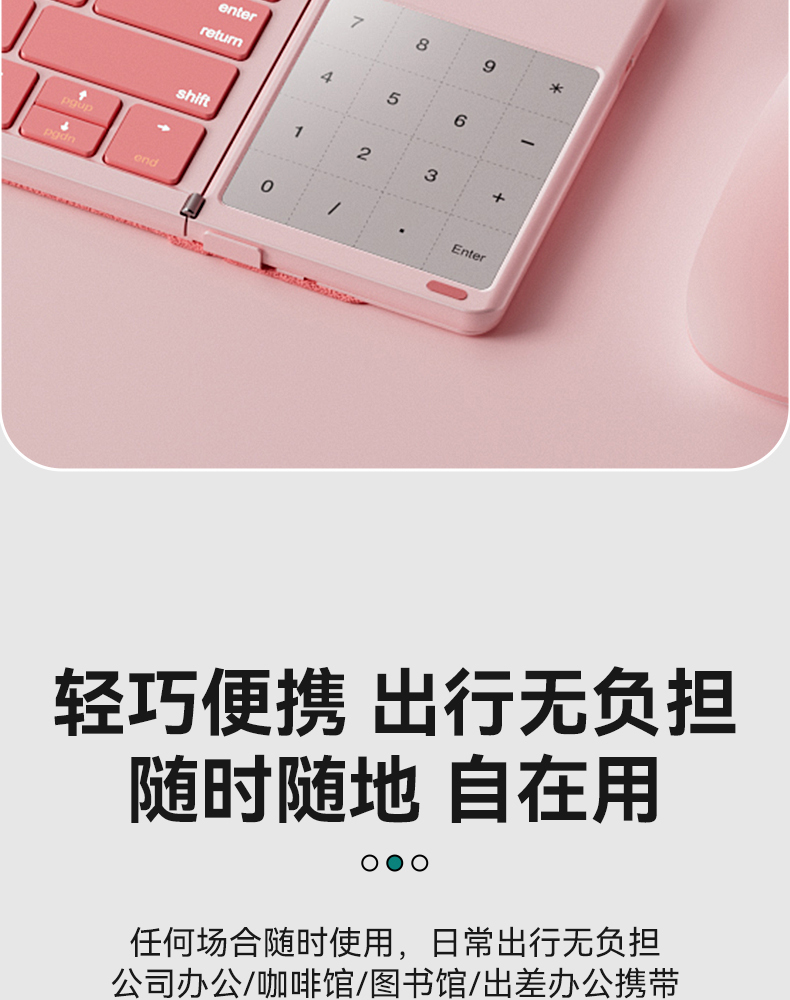 enter
return
shift
pgup
pgdn
end
7 8 9 *
4 5 6 −
1 2 3 +
0 / . Enter
轻巧便携 出行无负担
随时随地 自在用
任何场合随时使用，日常出行无负担
公司办公/咖啡馆/图书馆/出差办公携带